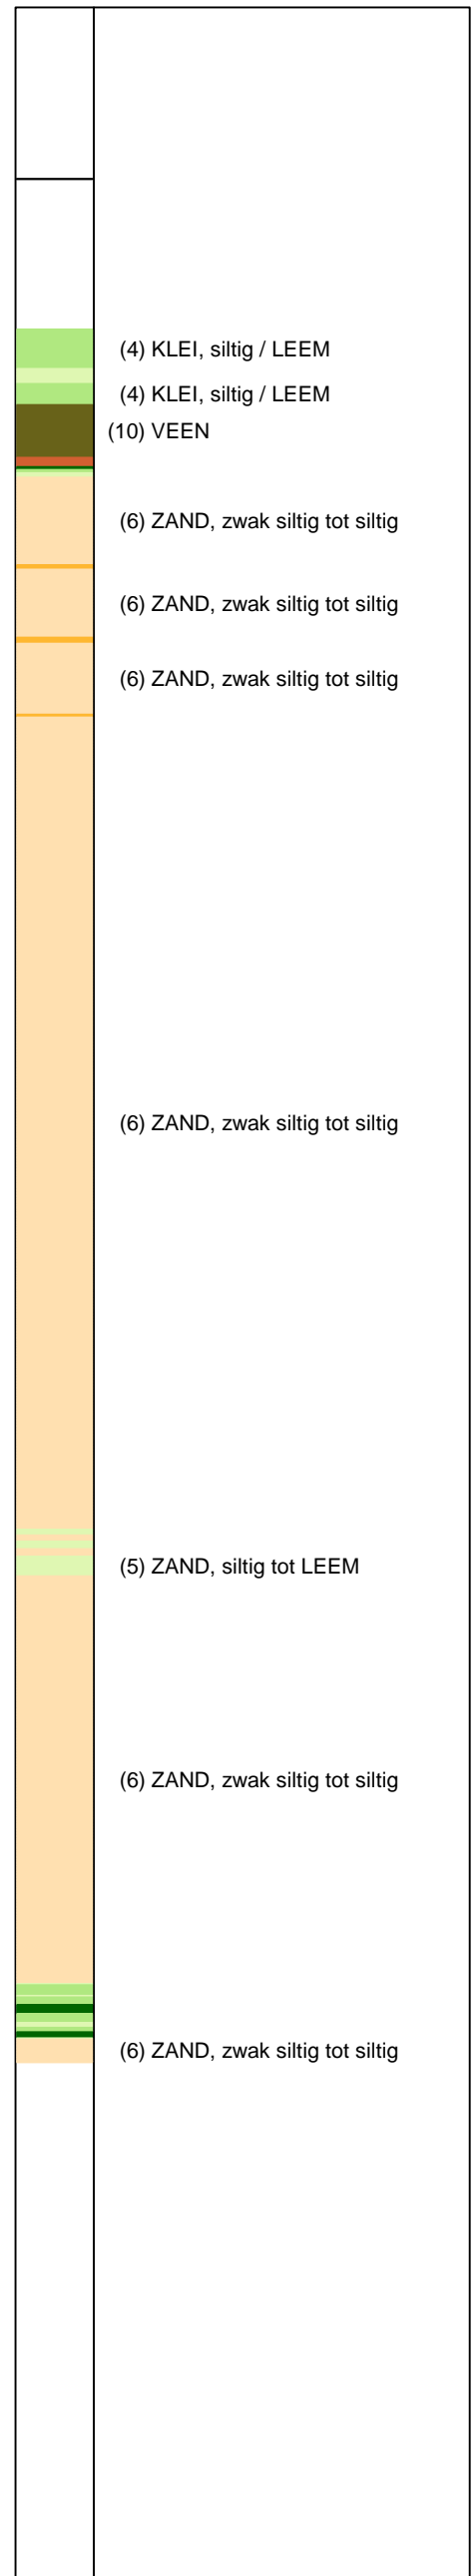 (4) KLEI, siltig / LEEM
(4) KLEI, siltig / LEEM
(10) VEEN
(6) ZAND, zwak siltig tot siltig
(6) ZAND, zwak siltig tot siltig
(6) ZAND, zwak siltig tot siltig
(6) ZAND, zwak siltig tot siltig
(5) ZAND, siltig tot LEEM
(6) ZAND, zwak siltig tot siltig
(6) ZAND, zwak siltig tot siltig